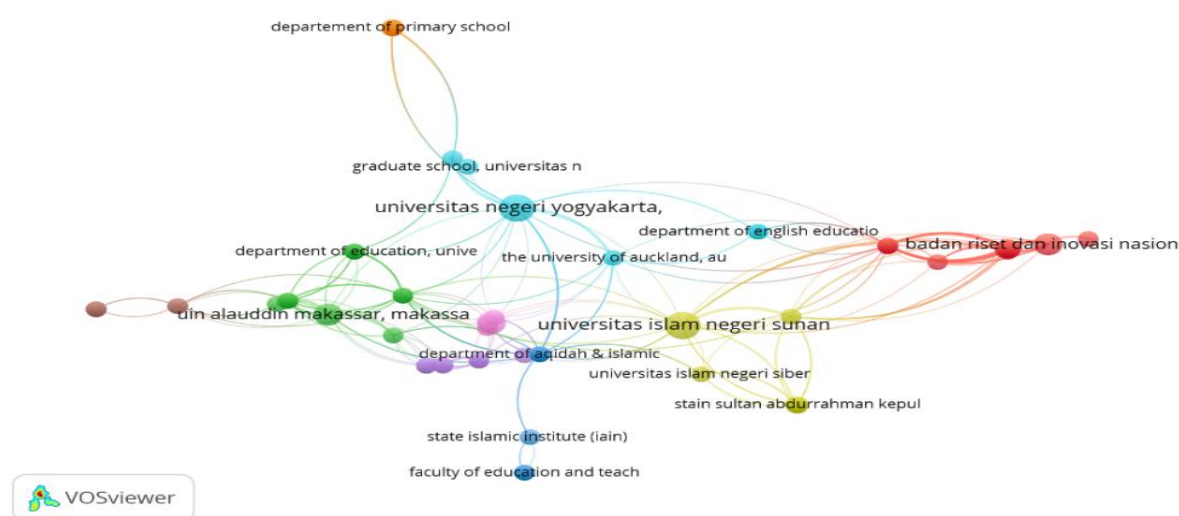 departement of primary school
graduate school, universitas n
universitas negeri yogyakarta,
department of english educatio
department of education, unive
the university of auckland, au
badan riset dan inovasi nasion
uin alauddin makassar, makassa
universitas islam negeri sunan
department of aqidah & islamic
universitas islam negeri siber
stain sultan abdurrahman kepul
state islamic institute (iain)
faculty of education and teach
VOSviewer